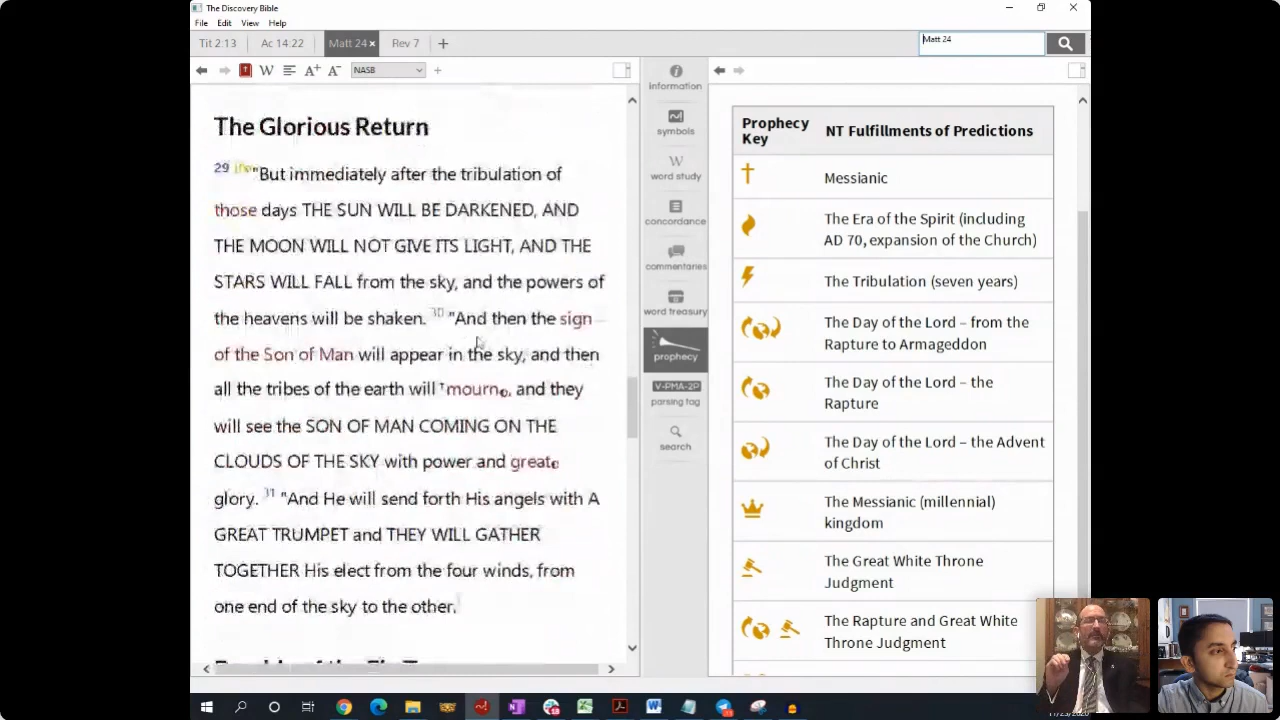 The Discovery Bible
File Edit View Help
Tit 2:13 Ac 14:22 Matt 24 × Rev 7 +
Matt 24
W A+ A- NASB +
The Glorious Return
29 "But immediately after the tribulation of
those days THE SUN WILL BE DARKENED, AND
THE MOON WILL NOT GIVE ITS LIGHT, AND THE
STARS WILL FALL from the sky, and the powers of
the heavens will be shaken. 30 "And then the sign
of the Son of Man will appear in the sky, and then
all the tribes of the earth will mourn, and they
will see the SON OF MAN COMING ON THE
CLOUDS OF THE SKY with power and great
glory. 31 "And He will send forth His angels with A
GREAT TRUMPET and THEY WILL GATHER
TOGETHER His elect from the four winds, from
one end of the sky to the other.
information
symbols
W
word study
concordance
commentaries
word treasury
prophecy
V-PMA-2P
parsing tag
search
Prophecy Key NT Fulfillments of Predictions
Messianic
The Era of the Spirit (including
AD 70, expansion of the Church)
The Tribulation (seven years)
The Day of the Lord – from the
Rapture to Armageddon
The Day of the Lord – the
Rapture
The Day of the Lord – the Advent
of Christ
The Messianic (millennial)
kingdom
The Great White Throne
Judgment
The Rapture and Great White
Throne Judgment